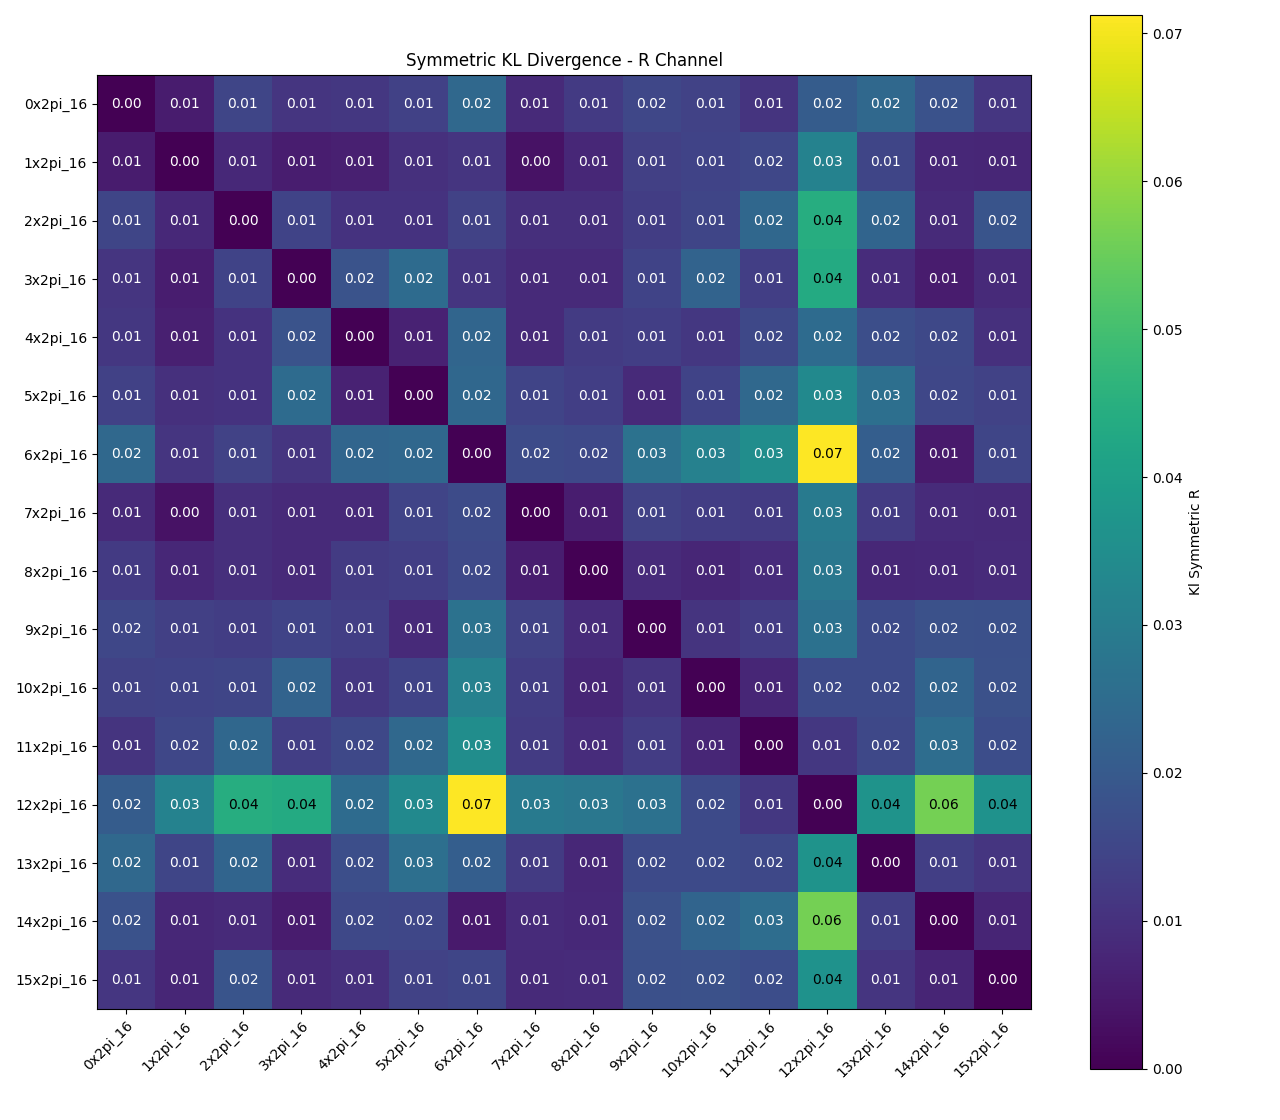 Symmetric KL Divergence - R Channel
0x2pi_16 0.00 0.01 0.01 0.01 0.01 0.01 0.02 0.01 0.01 0.02 0.01 0.01 0.02 0.02 0.02 0.01
1x2pi_16 0.01 0.00 0.01 0.01 0.01 0.01 0.01 0.00 0.01 0.01 0.01 0.02 0.03 0.01 0.01 0.01
2x2pi_16 0.01 0.01 0.00 0.01 0.01 0.01 0.01 0.01 0.01 0.01 0.01 0.02 0.04 0.02 0.01 0.02
3x2pi_16 0.01 0.01 0.01 0.00 0.02 0.02 0.01 0.01 0.01 0.01 0.02 0.01 0.04 0.01 0.01 0.01
4x2pi_16 0.01 0.01 0.01 0.02 0.00 0.01 0.02 0.01 0.01 0.01 0.01 0.02 0.02 0.02 0.02 0.01
5x2pi_16 0.01 0.01 0.01 0.02 0.01 0.00 0.02 0.01 0.01 0.01 0.01 0.02 0.03 0.03 0.02 0.01
6x2pi_16 0.02 0.01 0.01 0.01 0.02 0.02 0.00 0.02 0.02 0.03 0.03 0.03 0.07 0.02 0.01 0.01
7x2pi_16 0.01 0.00 0.01 0.01 0.01 0.01 0.02 0.00 0.01 0.01 0.01 0.01 0.03 0.01 0.01 0.01
8x2pi_16 0.01 0.01 0.01 0.01 0.01 0.01 0.02 0.01 0.00 0.01 0.01 0.01 0.03 0.01 0.01 0.01
9x2pi_16 0.02 0.01 0.01 0.01 0.01 0.01 0.03 0.01 0.01 0.00 0.01 0.01 0.03 0.02 0.02 0.02
10x2pi_16 0.01 0.01 0.01 0.02 0.01 0.01 0.03 0.01 0.01 0.01 0.00 0.01 0.02 0.02 0.02 0.02
11x2pi_16 0.01 0.02 0.02 0.01 0.02 0.02 0.03 0.01 0.01 0.01 0.01 0.00 0.01 0.02 0.03 0.02
12x2pi_16 0.02 0.03 0.04 0.04 0.02 0.03 0.07 0.03 0.03 0.03 0.02 0.01 0.00 0.04 0.06 0.04
13x2pi_16 0.02 0.01 0.02 0.01 0.02 0.03 0.02 0.01 0.01 0.02 0.02 0.02 0.04 0.00 0.01 0.01
14x2pi_16 0.02 0.01 0.01 0.01 0.02 0.02 0.01 0.01 0.01 0.02 0.02 0.03 0.06 0.01 0.00 0.01
15x2pi_16 0.01 0.01 0.02 0.01 0.01 0.01 0.01 0.01 0.01 0.02 0.02 0.02 0.04 0.01 0.01 0.00
0x2pi_16 1x2pi_16 2x2pi_16 3x2pi_16 4x2pi_16 5x2pi_16 6x2pi_16 7x2pi_16 8x2pi_16 9x2pi_16 10x2pi_16 11x2pi_16 12x2pi_16 13x2pi_16 14x2pi_16 15x2pi_16
0.07
0.06
0.05
0.04
0.03
0.02
0.01
0.00
Kl Symmetric R